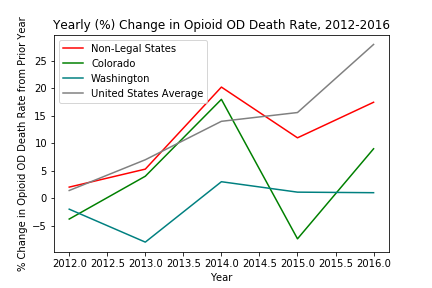 Yearly (%) Change in Opioid OD Death Rate, 2012-2016
% Change in Opioid OD Death Rate from Prior Year
Non-Legal States
Colorado
Washington
United States Average
25
20
15
10
5
0
−5
2012.0 2012.5 2013.0 2013.5 2014.0 2014.5 2015.0 2015.5 2016.0
Year